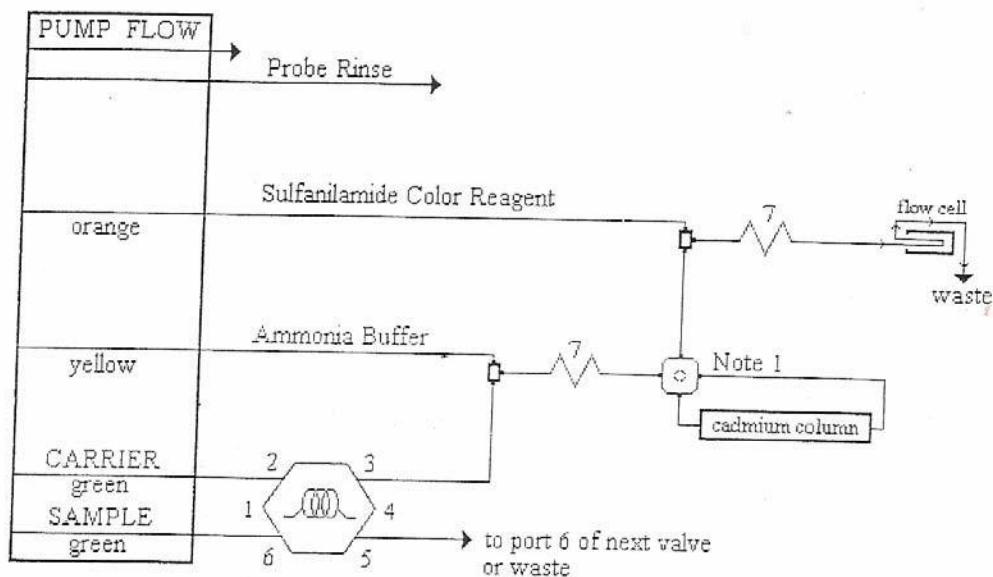 PUMP FLOW
Probe Rinse
Sulfanilamide Color Reagent
orange
7
flow cell
waste
Ammonia Buffer
yellow
7
Note 1
cadmium column
CARRIER
green
2
3
1
4
SAMPLE
green
6
5
to port 6 of next valve
or waste